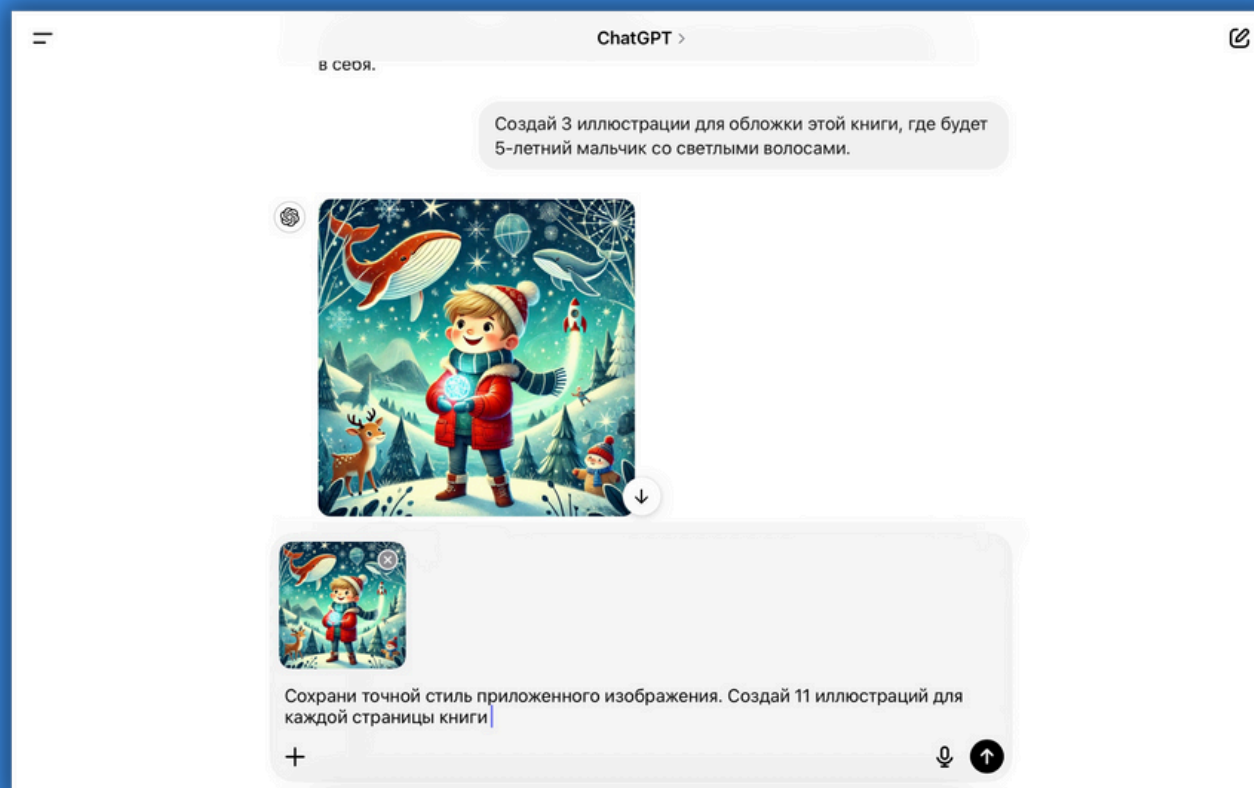 ChatGPT
в себя.
Создай 3 иллюстрации для обложки этой книги, где будет
5-летний мальчик со светлыми волосами.
Сохрани точной стиль приложенного изображения. Создай 11 иллюстраций для
каждой страницы книги